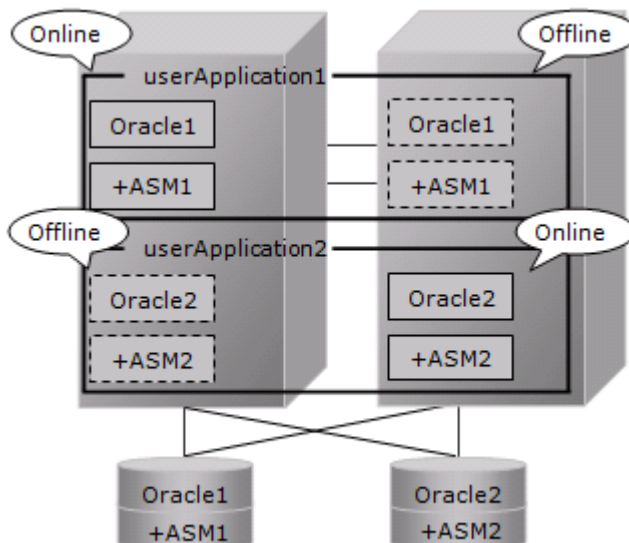 Online
Offline
userApplication1
Oracle1
Oracle1
+ASM1
+ASM1
Offline
Online
userApplication2
Oracle2
Oracle2
+ASM2
+ASM2
Oracle1
Oracle2
+ASM1
+ASM2